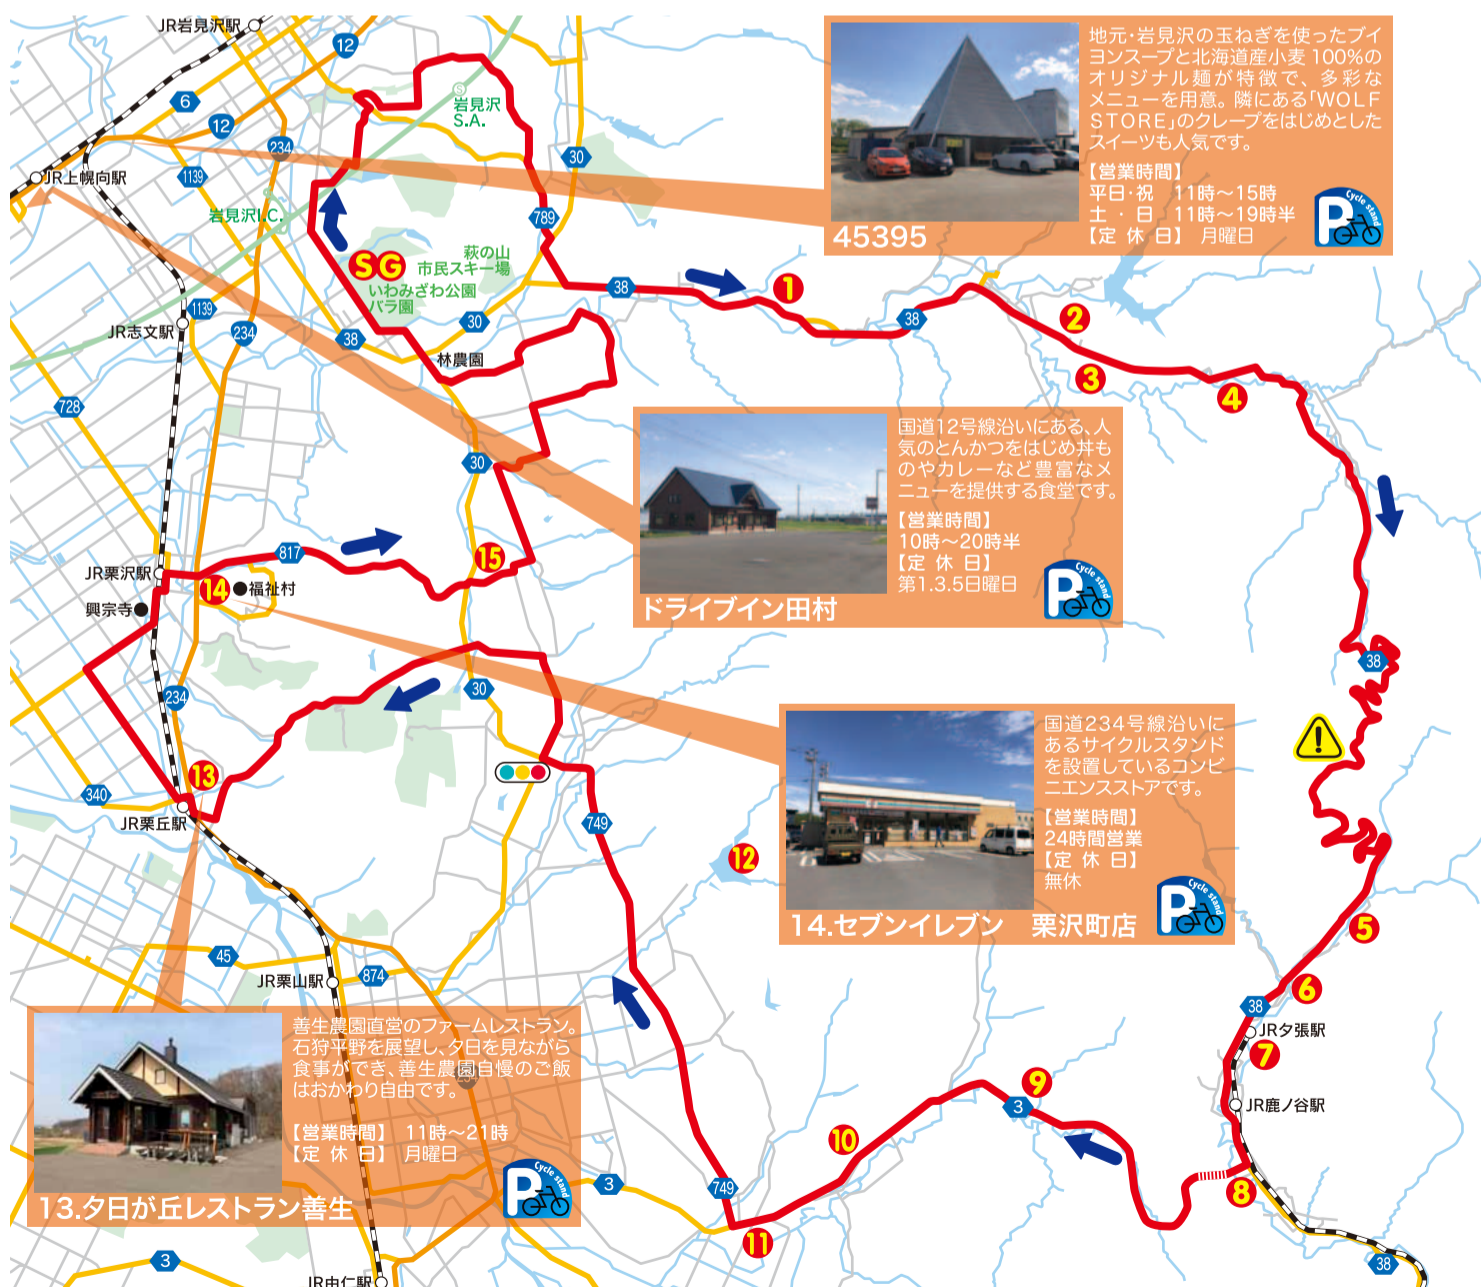 JR岩見沢駅
12
6
12
234
1139
JR上幌向駅
岩見沢I.C.
岩見沢
S.A.
30
789
地元・岩見沢の玉ねぎを使ったブイ
ヨンスープと北海道産小麦 100%の
オリジナル麺が特徴で、多彩な
メニューを用意。隣にある「WOLF
STORE」のクレープをはじめとした
スイーツも人気です。
【営業時間】
平日・祝 11時〜15時
土・日 11時〜19時半
【定休日】 月曜日
P
Cycle stand
45395
SG
萩の山
市民スキー場
いわみざわ公園
バラ園
38
1
38
2
3
4
1139
JR志文駅
234
38
30
林農園
728
30
国道12号線沿いにある、人
気のとんかつをはじめ丼も
のやカレーなど豊富なメ
ニューを提供する食堂です。
【営業時間】
10時〜20時半
【定休日】
第1.3.5日曜日
P
Cycle stand
ドライブイン田村
817
15
JR栗沢駅
14
福祉村
興宗寺
234
30
38
国道234号線沿いに
あるサイクルスタンド
を設置しているコンビ
ニエンスストアです。
【営業時間】
24時間営業
【定休日】
無休
P
Cycle stand
14.セブンイレブン 栗沢町店
13
340
JR栗丘駅
749
12
5
45
JR栗山駅
874
6
38
JR夕張駅
7
JR鹿ノ谷駅
善生農園直営のファームレストラン。
石狩平野を展望し、夕日を見ながら
食事ができ、善生農園自慢のご飯
はおかわり自由です。
234
【営業時間】 11時〜21時
【定休日】 月曜日
P
Cycle stand
13.夕日が丘レストラン善生
9
3
10
3
749
8
11
3
JR由仁駅
38